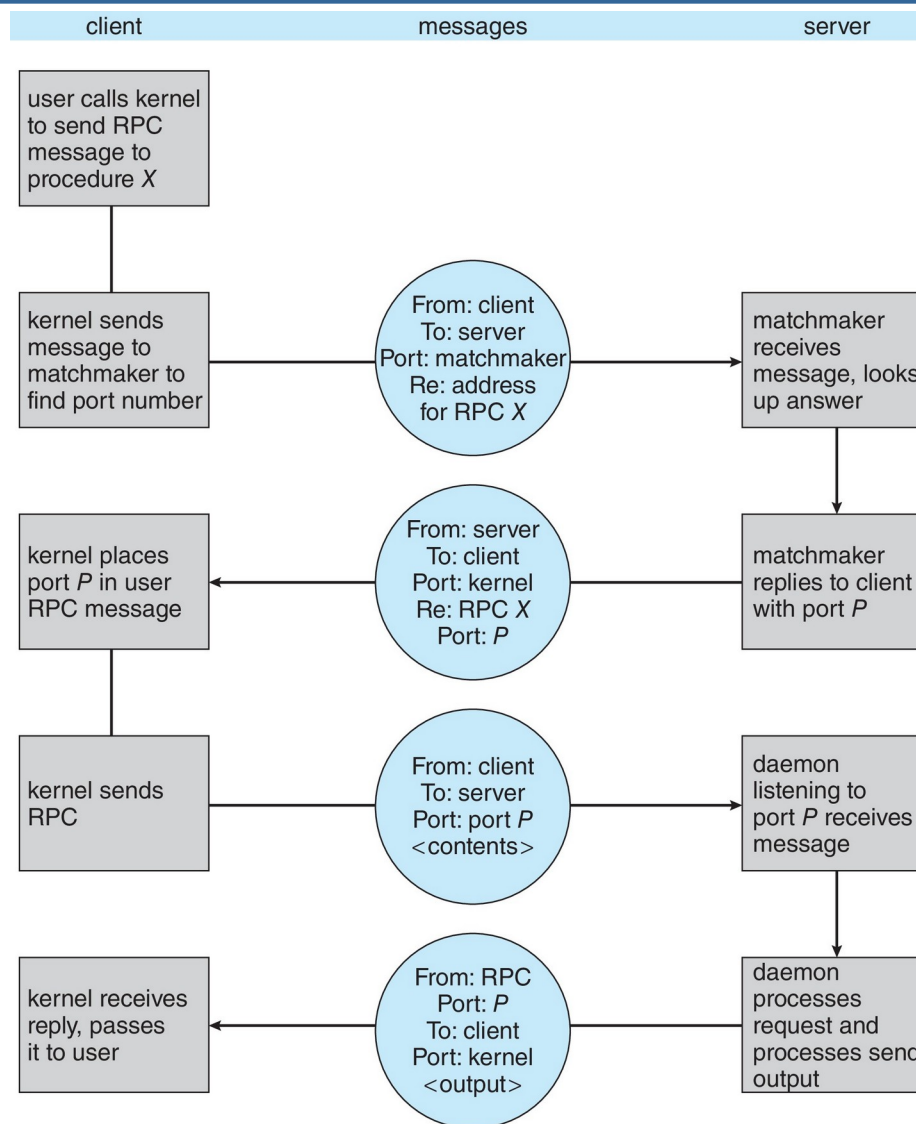 client messages server
user calls kernel
to send RPC
message to
procedure X
kernel sends
message to
matchmaker to
find port number
From: client
To: server
Port: matchmaker
Re: address
for RPC X
matchmaker
receives
message, looks
up answer
kernel places
port P in user
RPC message
From: server
To: client
Port: kernel
Re: RPC X
Port: P
matchmaker
replies to client
with port P
kernel sends
RPC
From: client
To: server
Port: port P
<contents>
daemon
listening to
port P receives
message
kernel receives
reply, passes
it to user
From: RPC
Port: P
To: client
Port: kernel
<output>
daemon
processes
request and
processes send
output